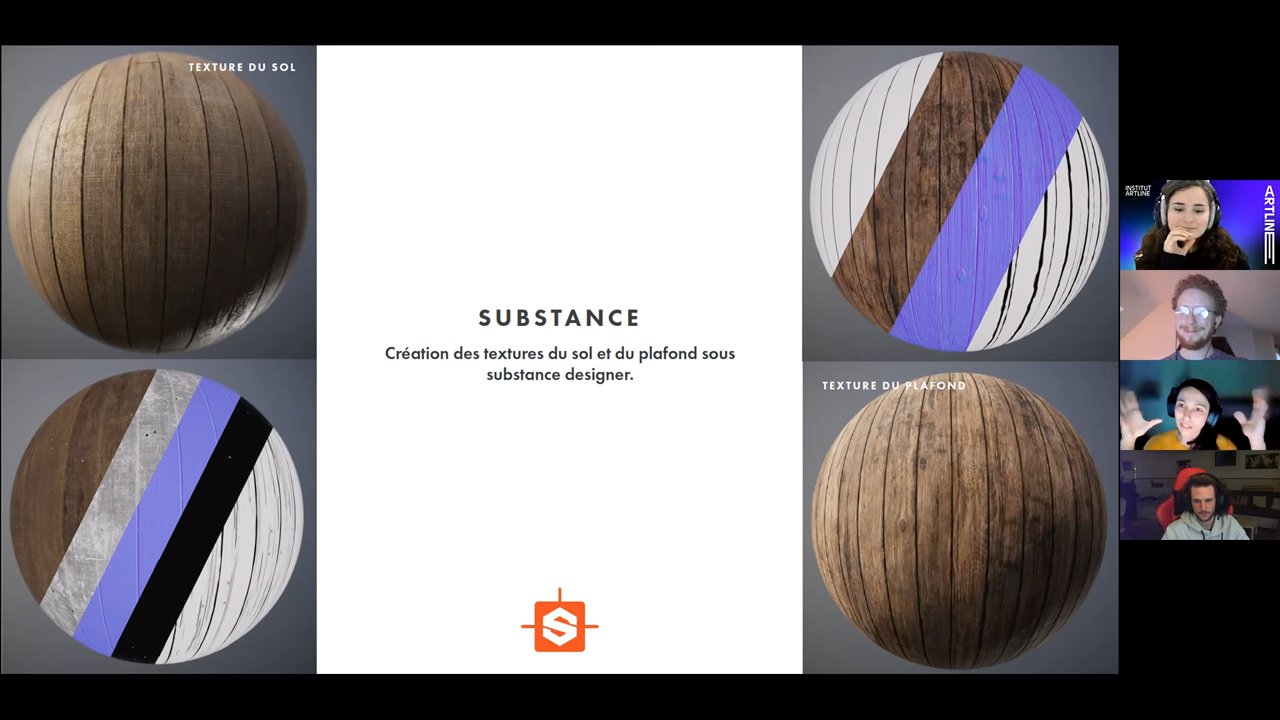 TEXTURE DU SOL
SUBSTANCE
Création des textures du sol et du plafond sous
substance designer.
TEXTURE DU PLAFOND
INSTITUT
ARTLINE
ARTLINE